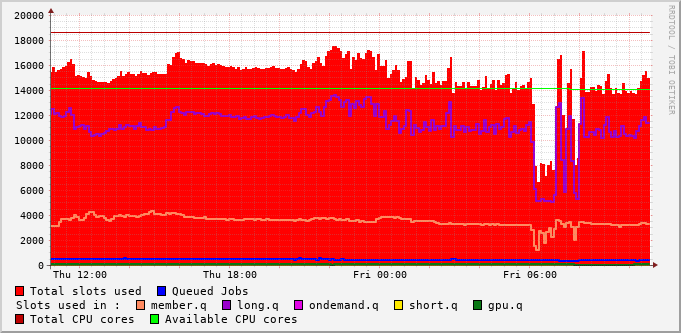 20000
18000
16000
14000
12000
10000
8000
6000
4000
2000
0
Thu 12:00 Thu 18:00 Fri 00:00 Fri 06:00
Total slots used Queued Jobs
Slots used in : member.q long.q ondemand.q short.q gpu.q
Total CPU cores Available CPU cores
RRDTOOL / TOBI OETIKER